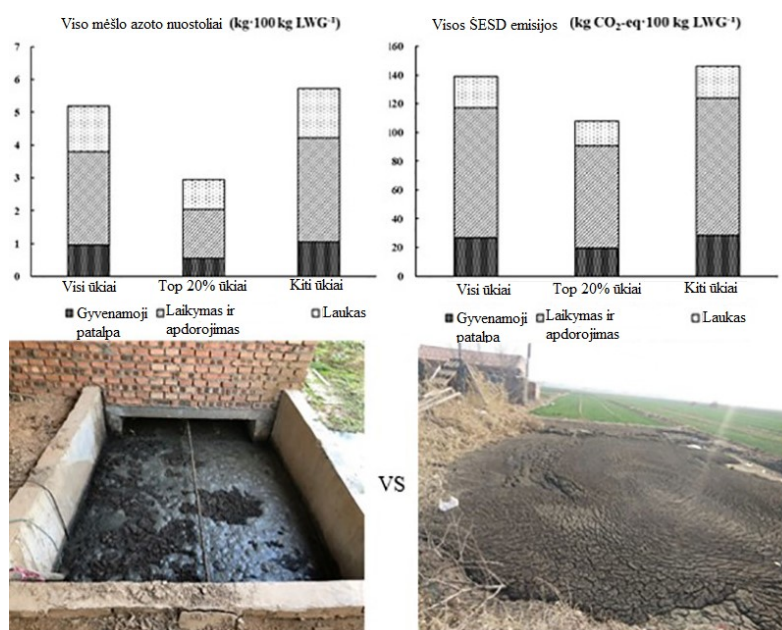 Viso mėšlo azoto nuostoliai (kg·100 kg LWG⁻¹)
7
6
5
4
3
2
1
0
Visi ūkiai Top 20% ūkiai Kiti ūkiai
Gyvenamoji patalpa
Laikymas ir apdorojimas
Laukas
Visos ŠESD emisijos (kg CO₂-eq·100 kg LWG⁻¹)
160
140
120
100
80
60
40
20
0
Visi ūkiai Top 20% ūkiai Kiti ūkiai
Gyvenamoji patalpa
Laikymas ir apdorojimas
Laukas
VS